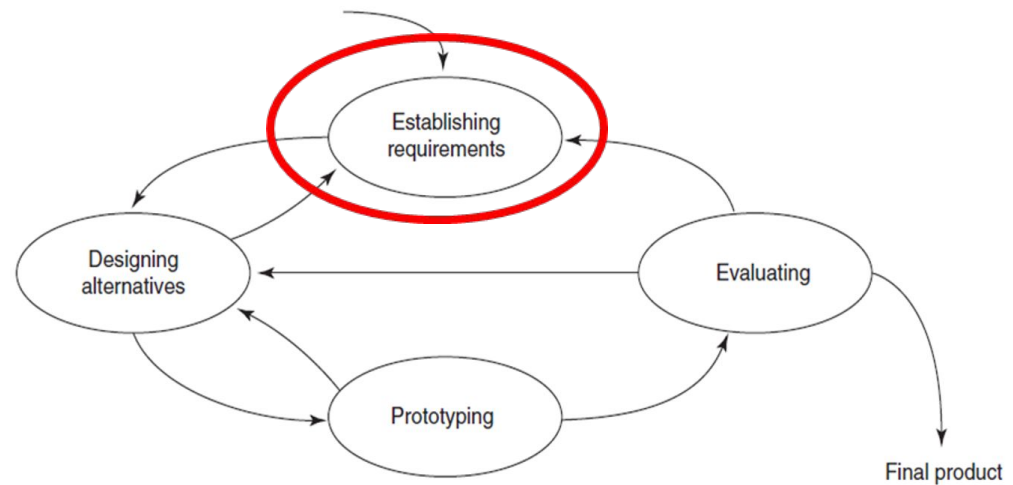 Establishing
requirements
Designing
alternatives
Evaluating
Prototyping
Final product